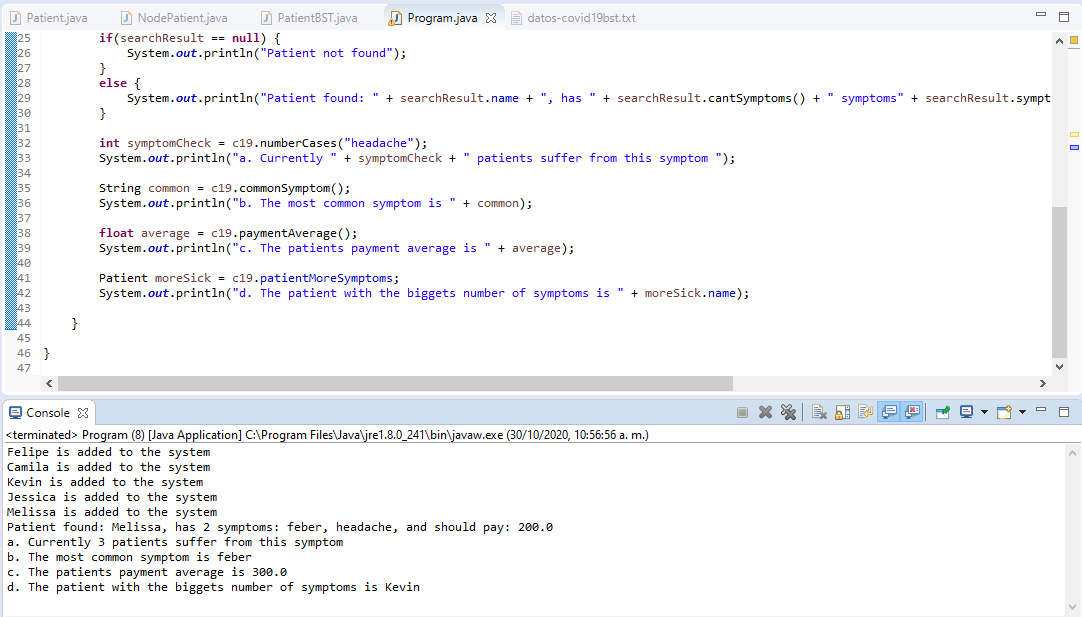 Patient.java NodePatient.java PatientBST.java Program.java datos-covid19bst.txt
25 if(searchResult == null) {
26 System.out.println("Patient not found");
27 }
28 else {
29 System.out.println("Patient found: " + searchResult.name + ", has " + searchResult.cantSymptoms() + " symptoms" + searchResult.sympt
30 }
31
32 int symptomCheck = c19.numberCases("headache");
33 System.out.println("a. Currently " + symptomCheck + " patients suffer from this symptom ");
34
35 String common = c19.commonSymptom();
36 System.out.println("b. The most common symptom is " + common);
37
38 float average = c19.paymentAverage();
39 System.out.println("c. The patients payment average is " + average);
40
41 Patient moreSick = c19.patientMoreSymptoms;
42 System.out.println("d. The patient with the biggets number of symptoms is " + moreSick.name);
43
44 }
45
46 }
47
Console
<terminated> Program (8) [Java Application] C:\Program Files\Java\jre1.8.0_241\bin\javaw.exe (30/10/2020, 10:56:56 a. m.)
Felipe is added to the system
Camila is added to the system
Kevin is added to the system
Jessica is added to the system
Melissa is added to the system
Patient found: Melissa, has 2 symptoms: feber, headache, and should pay: 200.0
a. Currently 3 patients suffer from this symptom
b. The most common symptom is feber
c. The patients payment average is 300.0
d. The patient with the biggets number of symptoms is Kevin